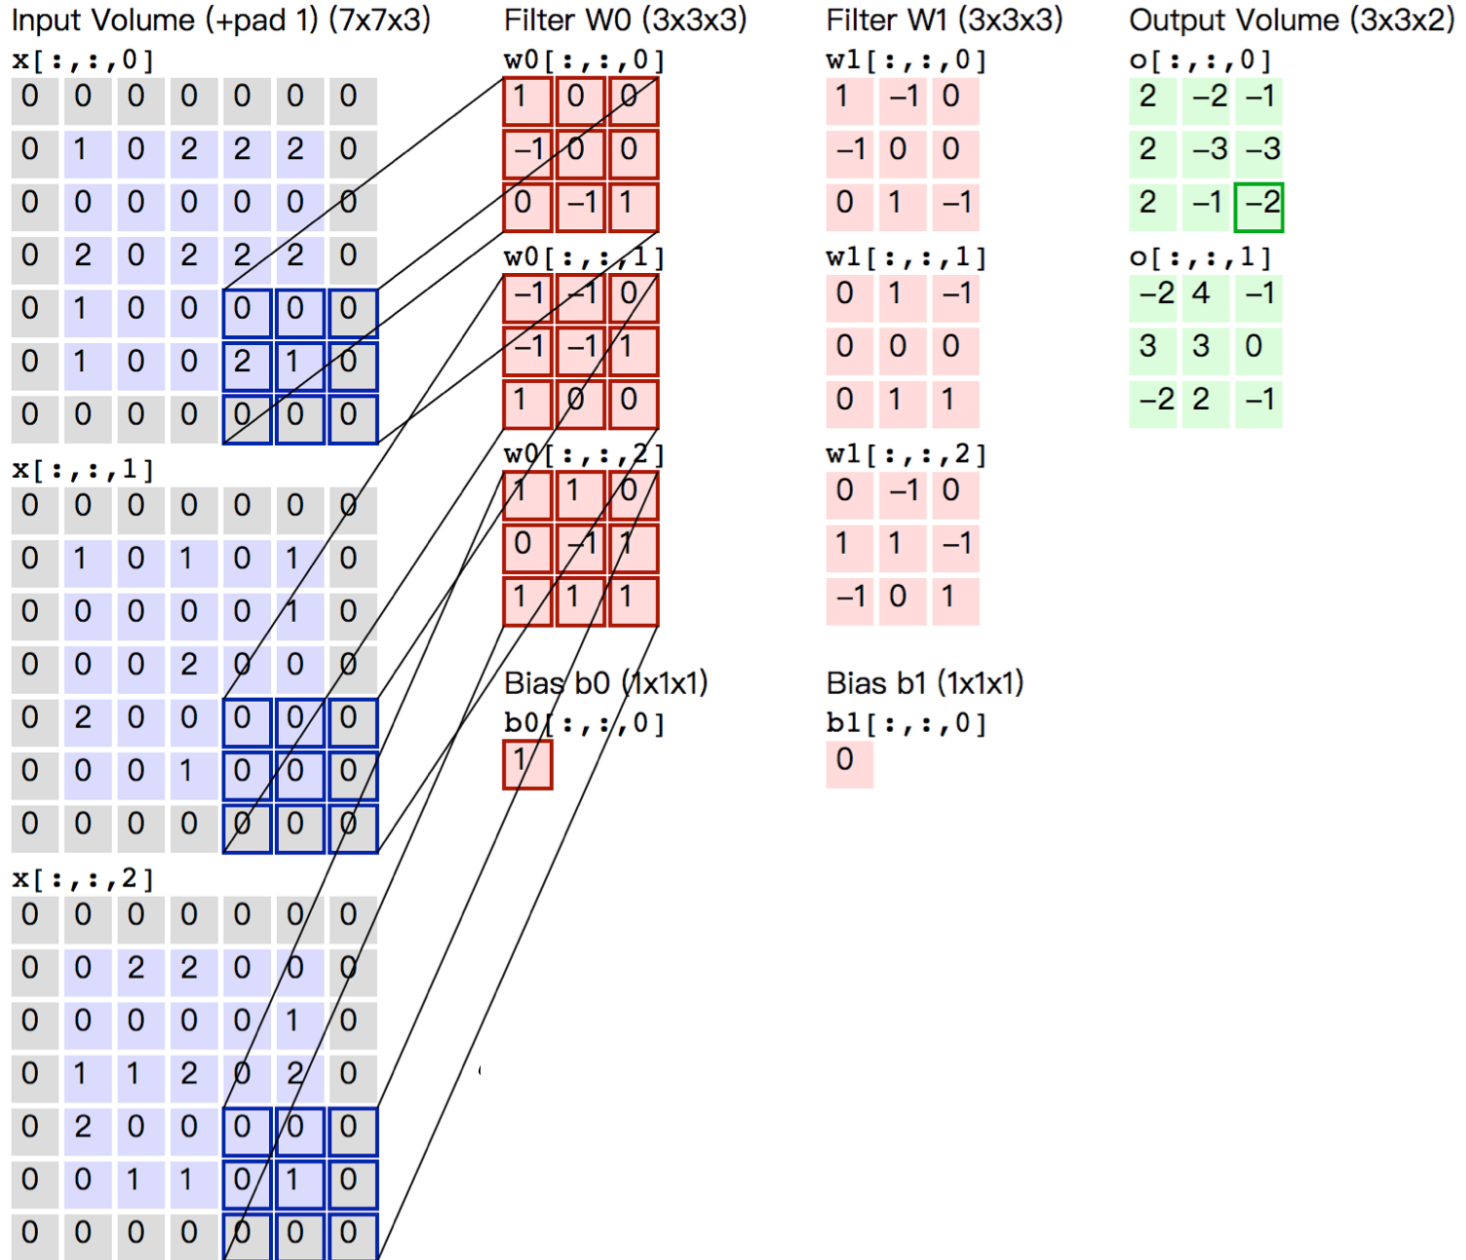 Input Volume (+pad 1) (7x7x3)
x[:,:,0]
0 0 0 0 0 0 0
0 1 0 2 2 2 0
0 0 0 0 0 0 0
0 2 0 2 2 2 0
0 1 0 0 0 0 0
0 1 0 0 2 1 0
0 0 0 0 0 0 0
x[:,:,1]
0 0 0 0 0 0 0
0 1 0 1 0 1 0
0 0 0 0 0 1 0
0 0 0 2 0 0 0
0 2 0 0 0 0 0
0 0 0 1 0 0 0
0 0 0 0 0 0 0
x[:,:,2]
0 0 0 0 0 0 0
0 0 2 2 0 0 0
0 0 0 0 0 1 0
0 1 1 2 0 2 0
0 2 0 0 0 0 0
0 0 1 1 0 1 0
0 0 0 0 0 0 0
Filter W0 (3x3x3)
w0[:,:,0]
1 0 0
–1 0 0
0 –1 1
w0[:,:,1]
–1 –1 0
–1 –1 1
1 0 0
w0[:,:,2]
1 1 0
0 –1 1
1 1 1
Bias b0 (1x1x1)
b0[:,:,0]
1
Filter W1 (3x3x3)
w1[:,:,0]
1 –1 0
–1 0 0
0 1 –1
w1[:,:,1]
0 1 –1
0 0 0
0 1 1
w1[:,:,2]
0 –1 0
1 1 –1
–1 0 1
Bias b1 (1x1x1)
b1[:,:,0]
0
Output Volume (3x3x2)
o[:,:,0]
2 –2 –1
2 –3 –3
2 –1 –2
o[:,:,1]
–2 4 –1
3 3 0
–2 2 –1